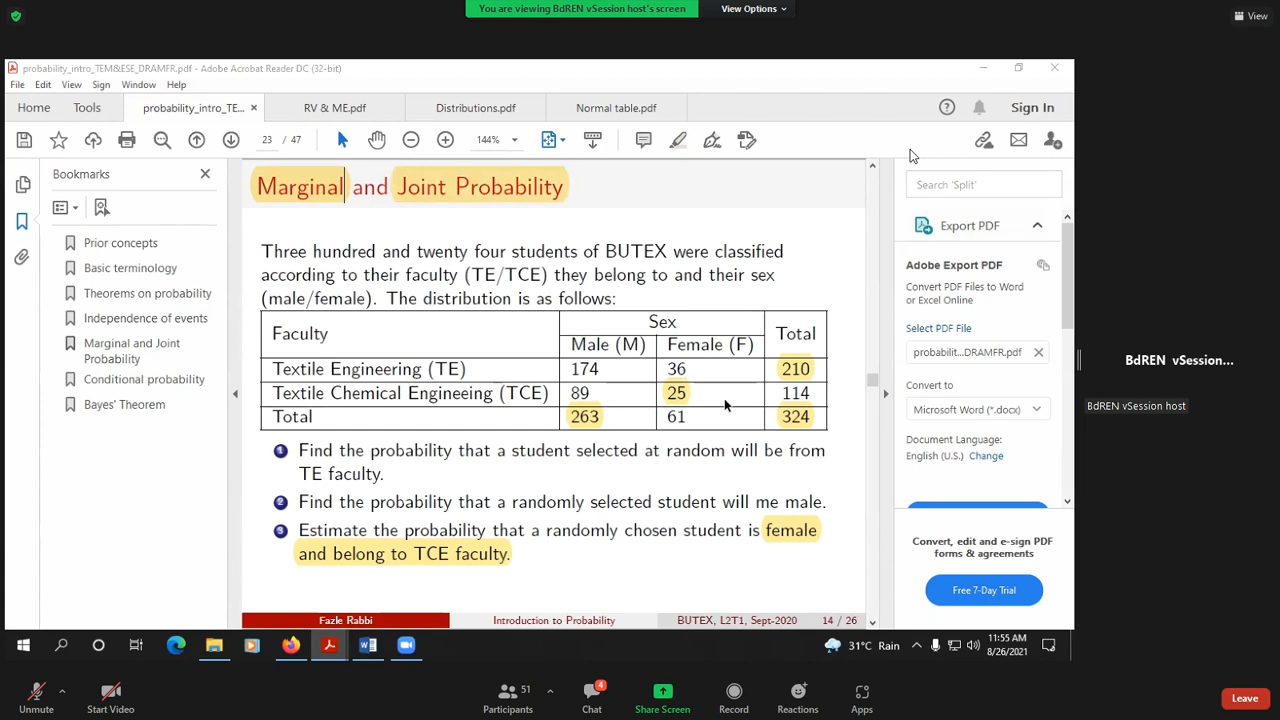 You are viewing BdREN vSession host's screen
View Options
View
probability_intro_TEM&ESE_DRAMFR.pdf - Adobe Acrobat Reader DC (32-bit)
File Edit View Sign Window Help
Home Tools probability_intro_TE... × RV & ME.pdf Distributions.pdf Normal table.pdf Sign In
23 / 47 144%
Bookmarks
Prior concepts
Basic terminology
Theorems on probability
Independence of events
Marginal and Joint
Probability
Conditional probability
Bayes' Theorem
Marginal and Joint Probability
Three hundred and twenty four students of BUTEX were classified
according to their faculty (TE/TCE) they belong to and their sex
(male/female). The distribution is as follows:
Faculty Sex Total
Male (M) Female (F)
Textile Engineering (TE) 174 36 210
Textile Chemical Engineeing (TCE) 89 25 114
Total 263 61 324
1 Find the probability that a student selected at random will be from
TE faculty.
2 Find the probability that a randomly selected student will me male.
3 Estimate the probability that a randomly chosen student is female
and belong to TCE faculty.
Fazle Rabbi Introduction to Probability BUTEX, L2T1, Sept-2020 14 / 26
Search 'Split'
Export PDF
Adobe Export PDF
Convert PDF Files to Word
or Excel Online
Select PDF File
probabilit...DRAMFR.pdf
Convert to
Microsoft Word (*.docx)
Document Language:
English (U.S.) Change
Convert, edit and e-sign PDF
forms & agreements
Free 7-Day Trial
BdREN vSession...
BdREN vSession host
31°C Rain
11:55 AM
8/26/2021
Unmute
Start Video
51
Participants
4
Chat
Share Screen
Record
Reactions
Apps
Leave